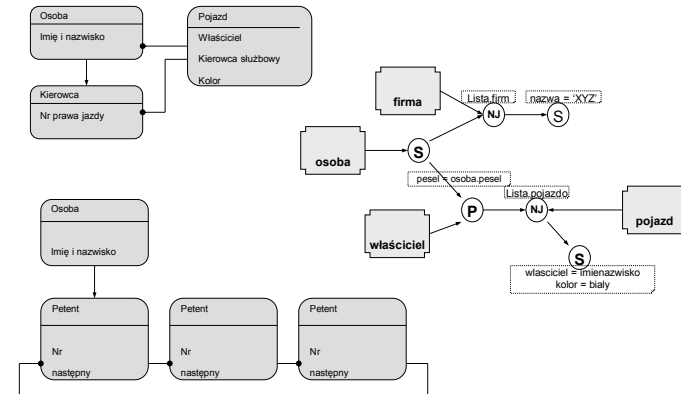 Osoba
Imię i nazwisko
Pojazd
Właściciel
Kierowca służbowy
Kolor
Kierowca
Nr prawa jazdy
firma
Lista.firm
nazwa = 'XYZ'
NJ
S
osoba
S
pesel = osoba.pesel
Lista.pojazdo
P
NJ
właściciel
pojazd
S
wlasciciel = imienazwisko
kolor = bialy
Osoba
Imię i nazwisko
Petent
Nr
następny
Petent
Nr
następny
Petent
Nr
następny